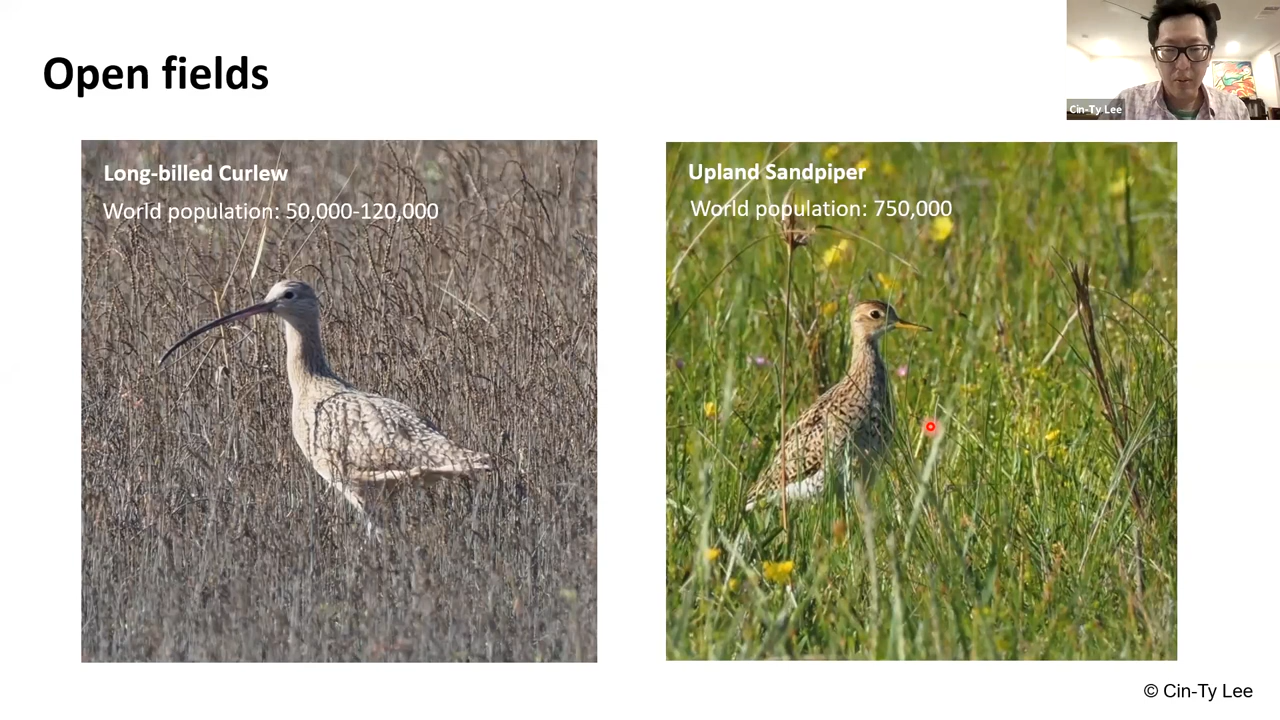 Open fields
Cin-Ty Lee
Long-billed Curlew
World population: 50,000-120,000
Upland Sandpiper
World population: 750,000
© Cin-Ty Lee